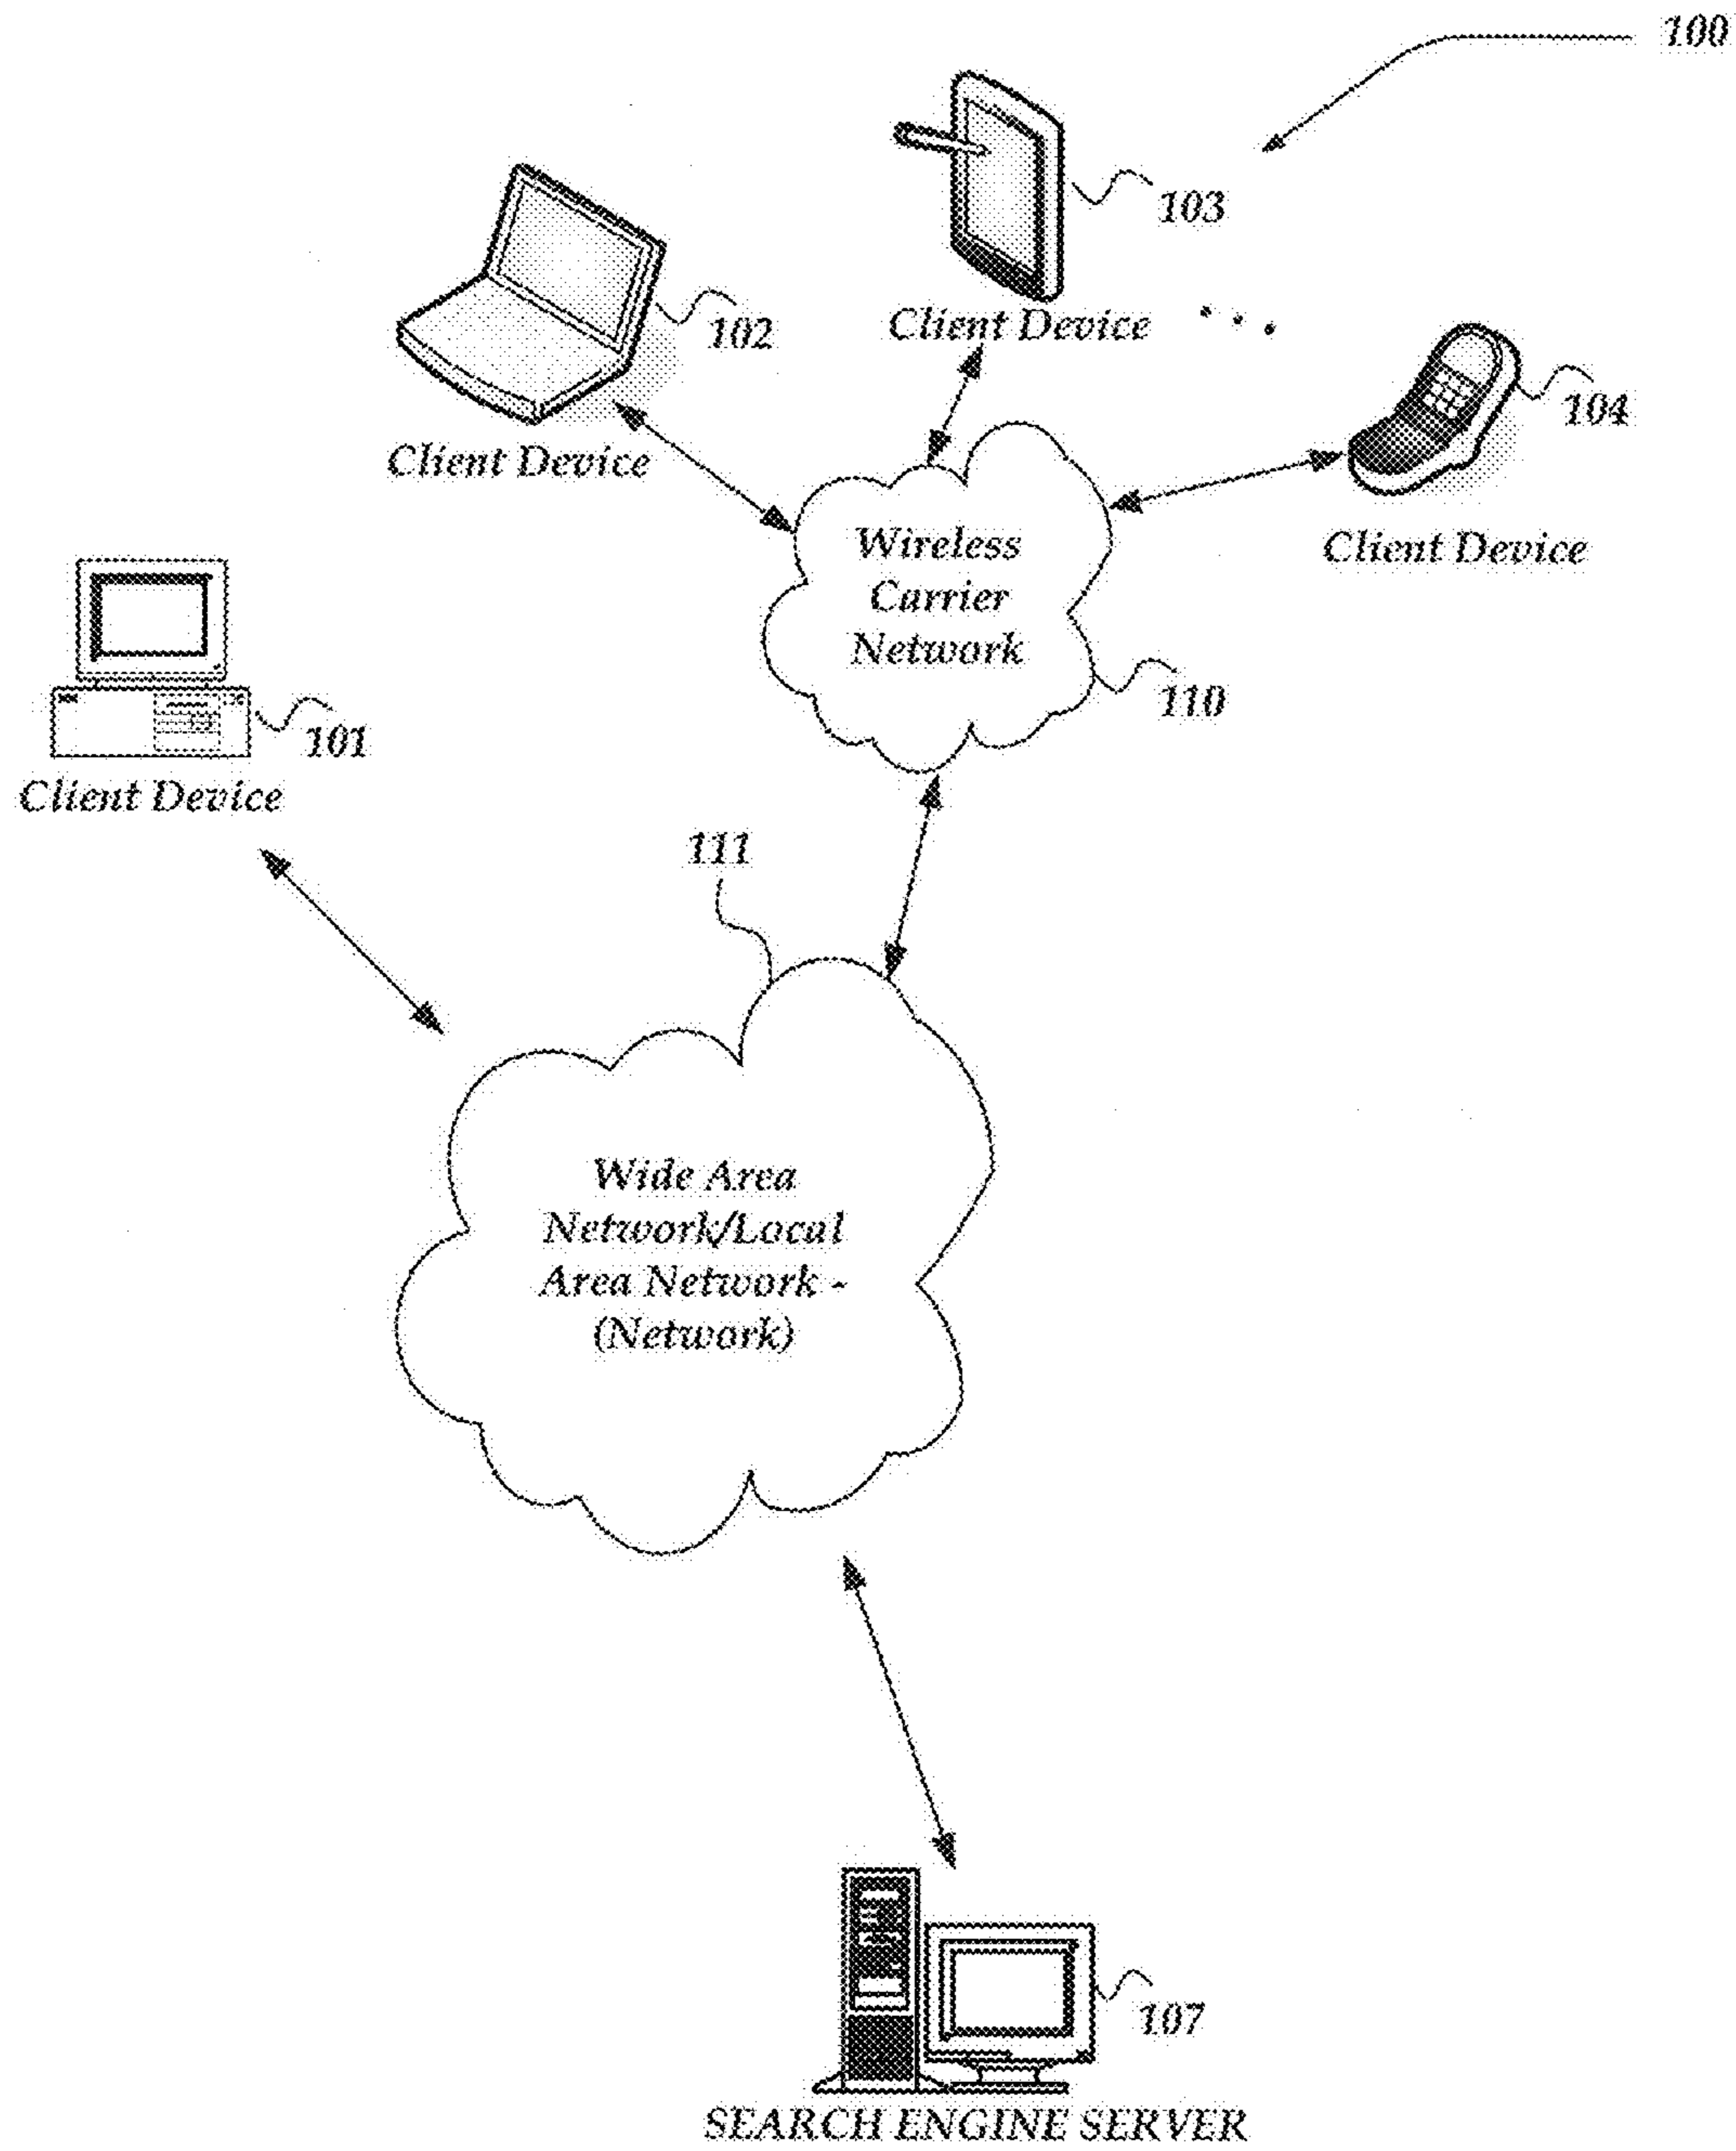 100
103
102
Client Device
104
Client Device
Wireless
Carrier
Network
Client Device
110
101
Client Device
111
Wide Area
Network/Local
Area Network -
(Network)
107
SEARCH ENGINE SERVER